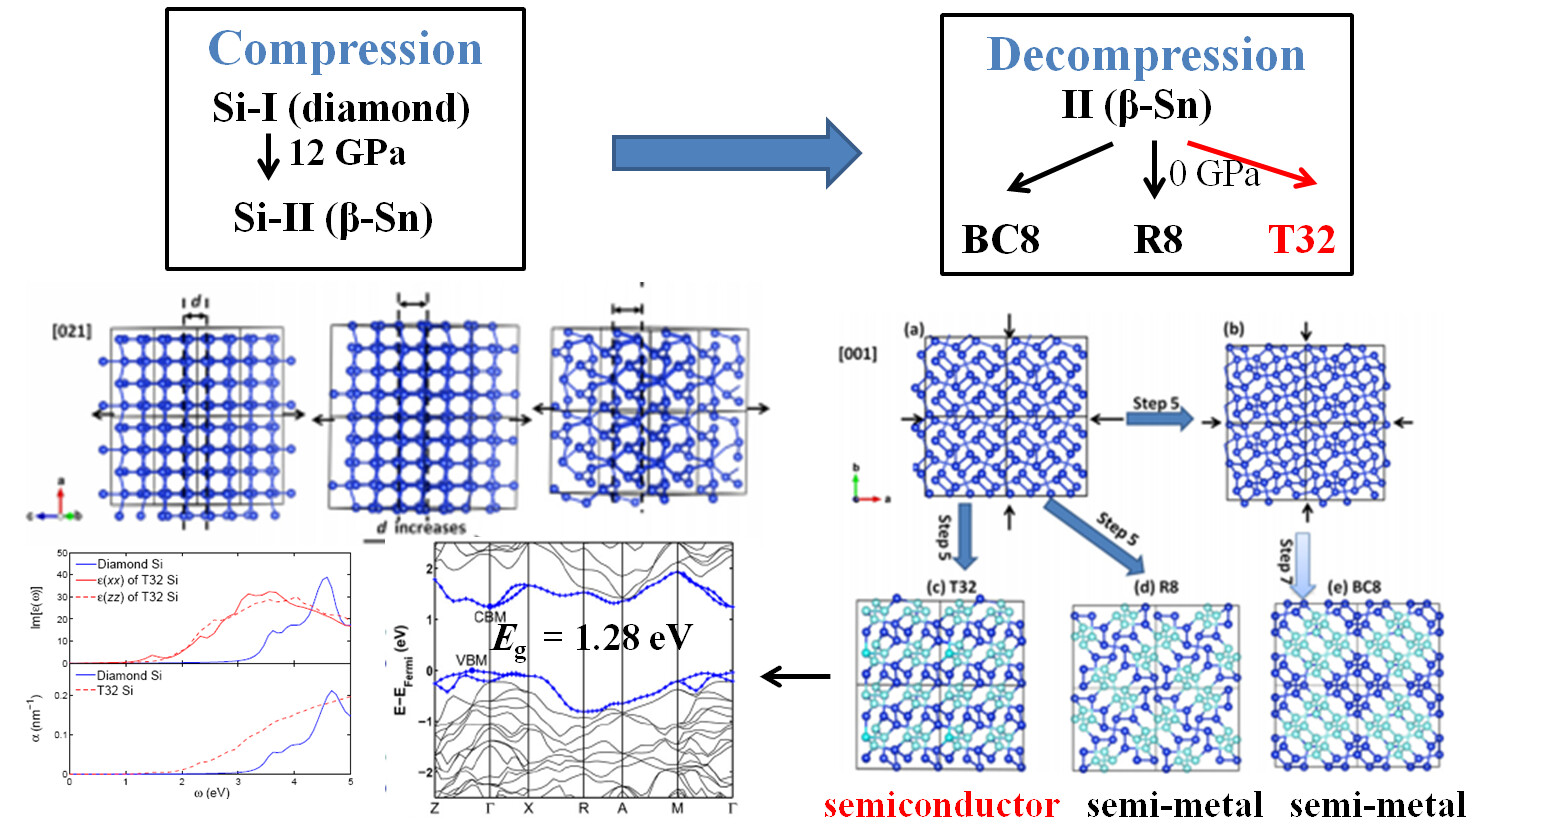 Compression
Si-I (diamond)
12 GPa
Si-II (β-Sn)
Decompression
II (β-Sn)
0 GPa
BC8 R8 T32
[021]
d
a
c b
d increases
[001]
(a)
(b)
Step 5
b
a
Step 5
Step 5
Step 7
(c) T32
(d) R8
(e) BC8
semiconductor semi-metal semi-metal
Im[ε(ω)]
50
40
30
20
10
0
Diamond Si
ε(xx) of T32 Si
ε(zz) of T32 Si
α (nm⁻¹)
0.2
0.1
0
Diamond Si
T32 Si
0 1 2 3 4 5
ω (eV)
E−EFermi (eV)
2
1
0
−1
−2
CBM
Eg = 1.28 eV
VBM
Z Γ X R A M Γ